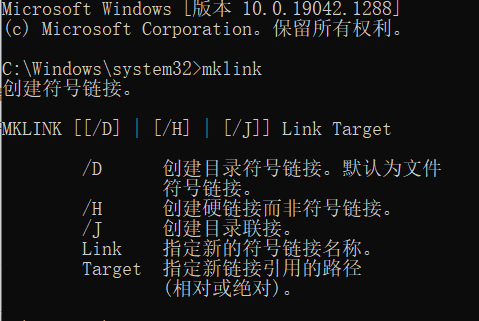 Microsoft Windows [版本 10.0.19042.1288]
(c) Microsoft Corporation。保留所有权利。
C:\Windows\system32>mklink
创建符号链接。
MKLINK [[/D] | [/H] | [/J]] Link Target
/D 创建目录符号链接。默认为文件
符号链接。
/H 创建硬链接而非符号链接。
/J 创建目录联接。
Link 指定新的符号链接名称。
Target 指定新链接引用的路径
(相对或绝对)。